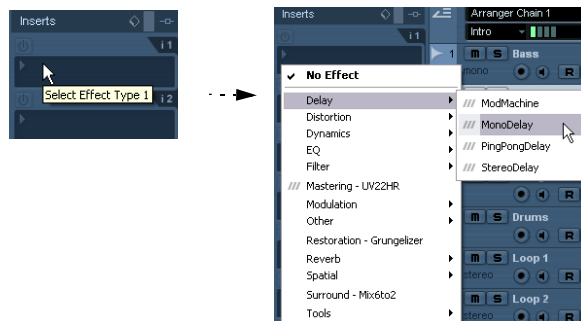 Inserts
i 1
Select Effect Type 1
i 2
Inserts
i 1
Arranger Chain 1
Intro
1
m S Bass
mono
R
✓ No Effect
Delay
Distortion
Dynamics
EQ
Filter
/// Mastering - UV22HR
Modulation
Other
Restoration - Grungelizer
Reverb
Spatial
Surround - Mix6to2
Tools
/// ModMachine
/// MonoDelay
/// PingPongDelay
/// StereoDelay
R
m S Drums
R
m S Loop 1
stereo
R
m S Loop 2
stereo
R